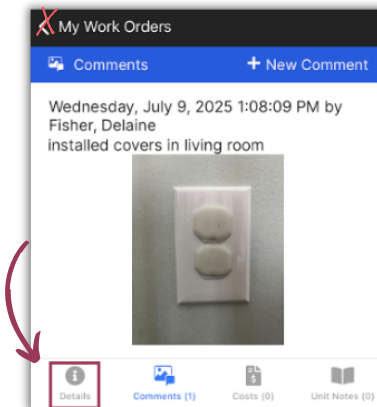 My Work Orders
Comments
+ New Comment
Wednesday, July 9, 2025 1:08:09 PM by
Fisher, Delaine
installed covers in living room
Details
Comments (1)
Costs (0)
Unit Notes (0)